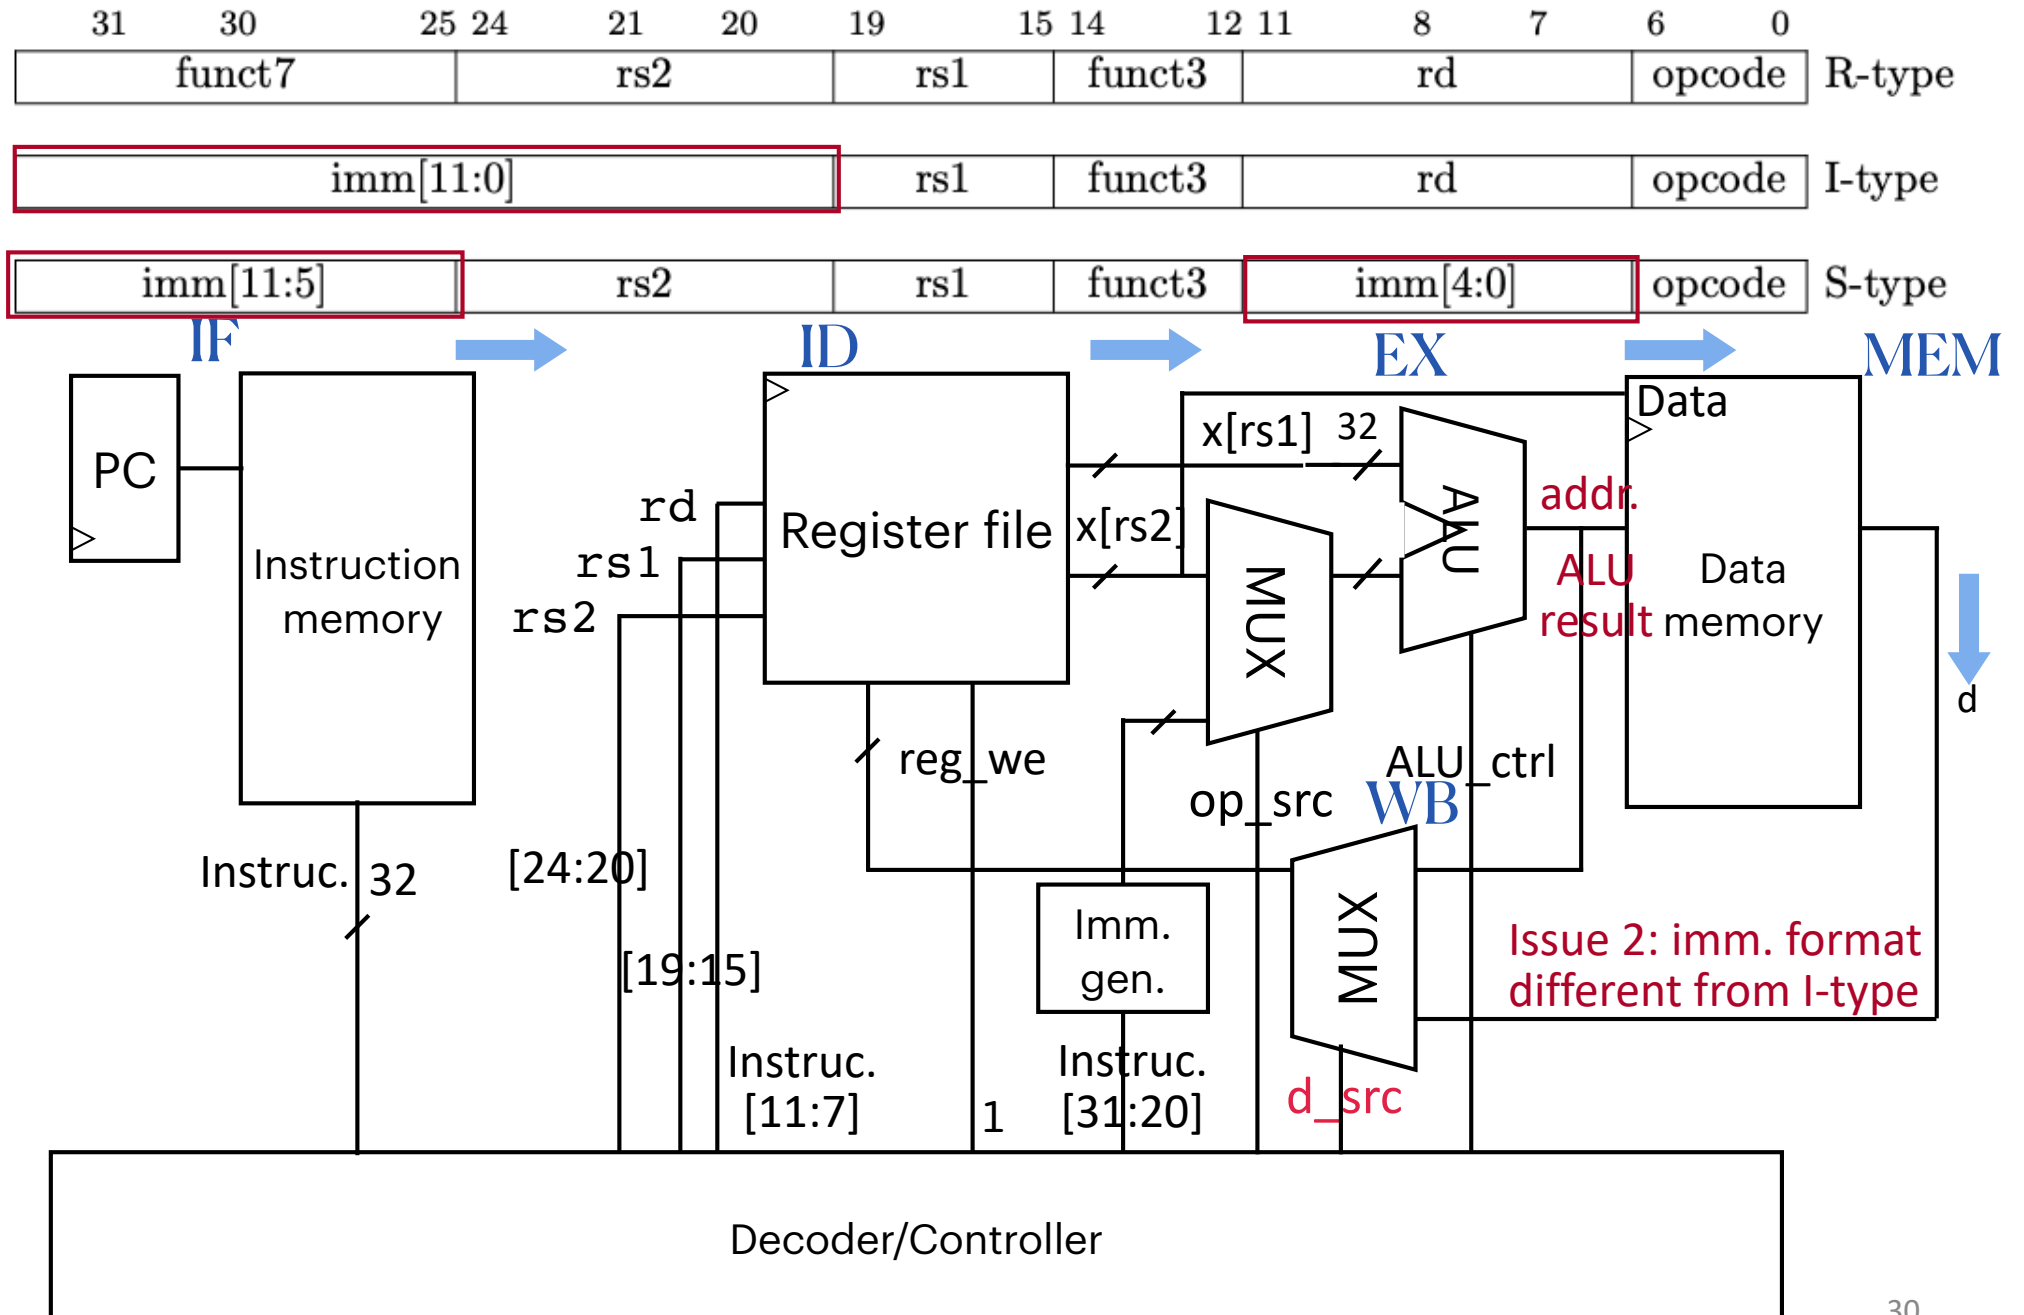 31 30 25 24 21 20 19 15 14 12 11 8 7 6 0
funct7 rs2 rs1 funct3 rd opcode R-type
imm[11:0] rs1 funct3 rd opcode I-type
imm[11:5] rs2 rs1 funct3 imm[4:0] opcode S-type
IF ID EX MEM
Data
x[rs1] 32
PC
rd
rs1
rs2
Instruction
memory
Register file
x[rs2]
MUX
ALU
addr.
ALU
result
Data
memory
d
reg_we
op_src
ALU_ctrl
WB
Instruc. 32
[24:20]
[19:15]
Instruc.
[11:7]
1
Imm.
gen.
Instruc.
[31:20]
MUX
d_src
Issue 2: imm. format
different from I-type
Decoder/Controller
30